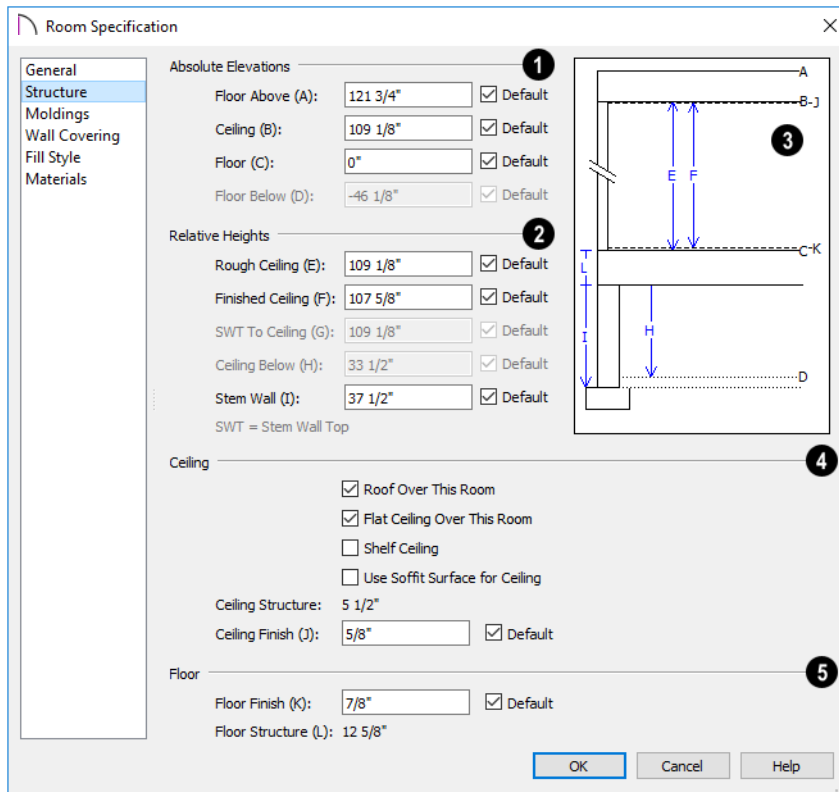 Room Specification
General
Structure
Moldings
Wall Covering
Fill Style
Materials
Absolute Elevations 1
Floor Above (A): 121 3/4" Default
Ceiling (B): 109 1/8" Default
Floor (C): 0" Default
Floor Below (D): -46 1/8" Default
Relative Heights 2
Rough Ceiling (E): 109 1/8" Default
Finished Ceiling (F): 107 5/8" Default
SWT To Ceiling (G): 109 1/8" Default
Ceiling Below (H): 33 1/2" Default
Stem Wall (I): 37 1/2" Default
SWT = Stem Wall Top
A
B-J
3
E F
C-K
L
I
H
D
Ceiling 4
Roof Over This Room
Flat Ceiling Over This Room
Shelf Ceiling
Use Soffit Surface for Ceiling
Ceiling Structure: 5 1/2"
Ceiling Finish (J): 5/8" Default
Floor 5
Floor Finish (K): 7/8" Default
Floor Structure (L): 12 5/8"
OK Cancel Help